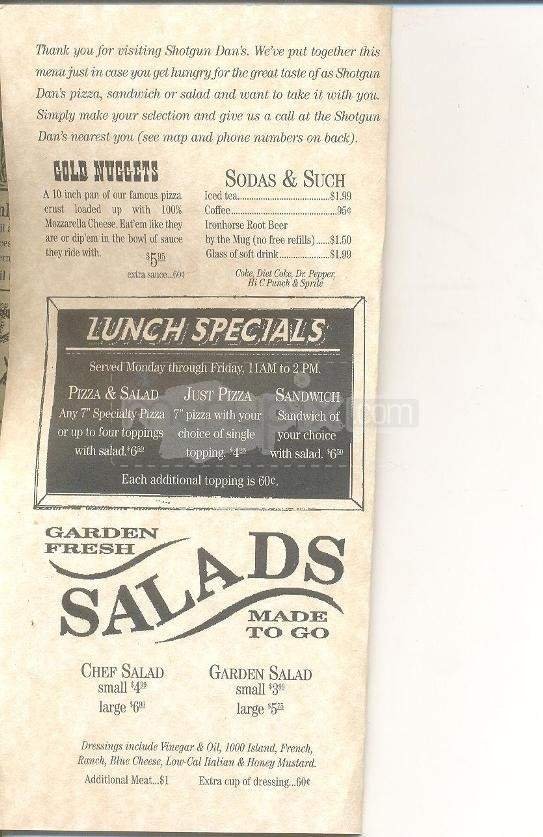 Thank you for visiting Shotgun Dan's. We've put together this
menu just in case you get hungry for the great taste of as Shotgun
Dan's pizza, sandwich or salad and want to take it with you.
Simply make your selection and give us a call at the Shotgun
Dan's nearest you (see map and phone numbers on back).
GOLD NUGGETS
A 10 inch pan of our famous pizza
crust loaded up with 100%
Mozzarella Cheese. Eat'em like they
are or dip'em in the bowl of sauce
they ride with. $5.95
extra sauce...60¢
SODAS & SUCH
Iced tea..........................$1.99
Coffee................................95¢
Ironhorse Root Beer
by the Mug (no free refills).....$1.50
Glass of soft drink.................$1.99
Coke, Diet Coke, Dr. Pepper,
Hi C Punch & Sprite
LUNCH SPECIALS
Served Monday through Friday, 11AM to 2 PM.
PIZZA & SALAD
Any 7" Specialty Pizza
or up to four toppings
with salad.
JUST PIZZA
7" pizza with your
choice of single
topping.
SANDWICH
Sandwich of
your choice
with salad.
Each additional topping is 60¢.
GARDEN
FRESH
SALADS
MADE
TO GO
CHEF SALAD
small
large
GARDEN SALAD
small
large $5.25
Dressings include Vinegar & Oil, 1000 Island, French,
Ranch, Blue Cheese, Low-Cal Italian & Honey Mustard.
Additional Meat...$1 Extra cup of dressing...60¢